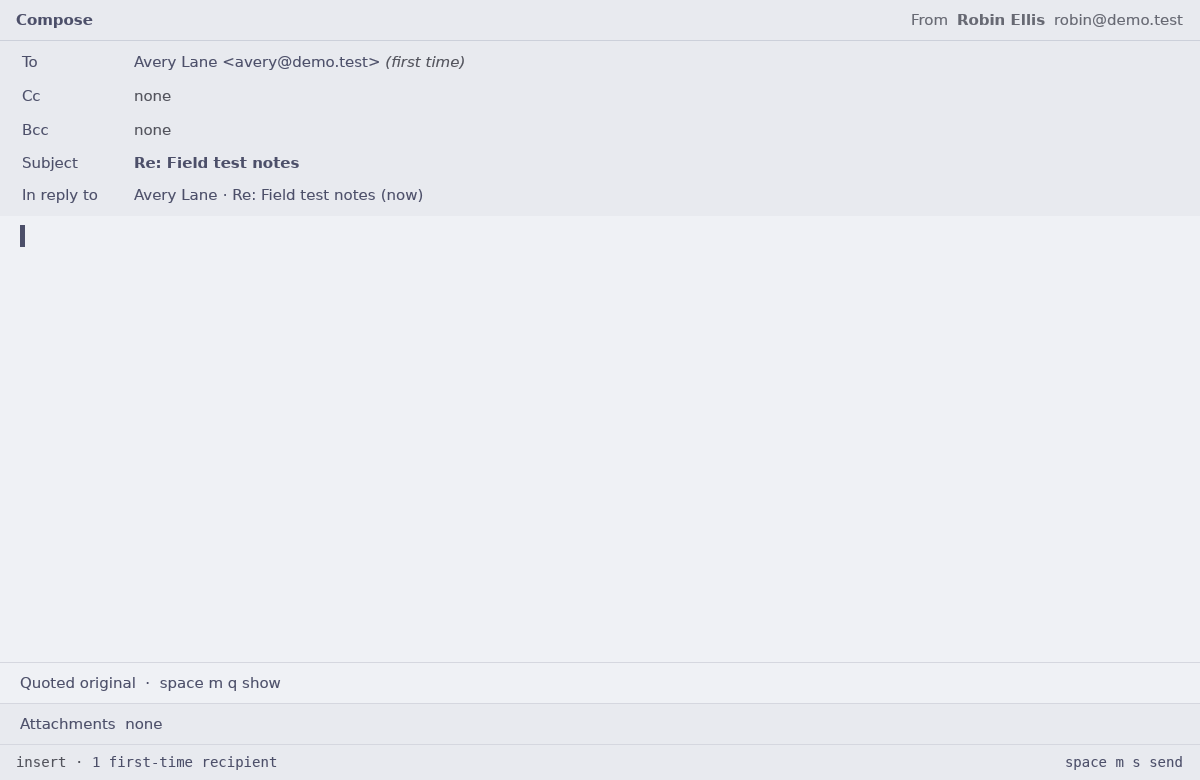 Compose From Robin Ellis robin@demo.test
To Avery Lane <avery@demo.test> (first time)
Cc none
Bcc none
Subject Re: Field test notes
In reply to Avery Lane · Re: Field test notes (now)
Quoted original · space m q show
Attachments none
insert · 1 first-time recipient space m s send